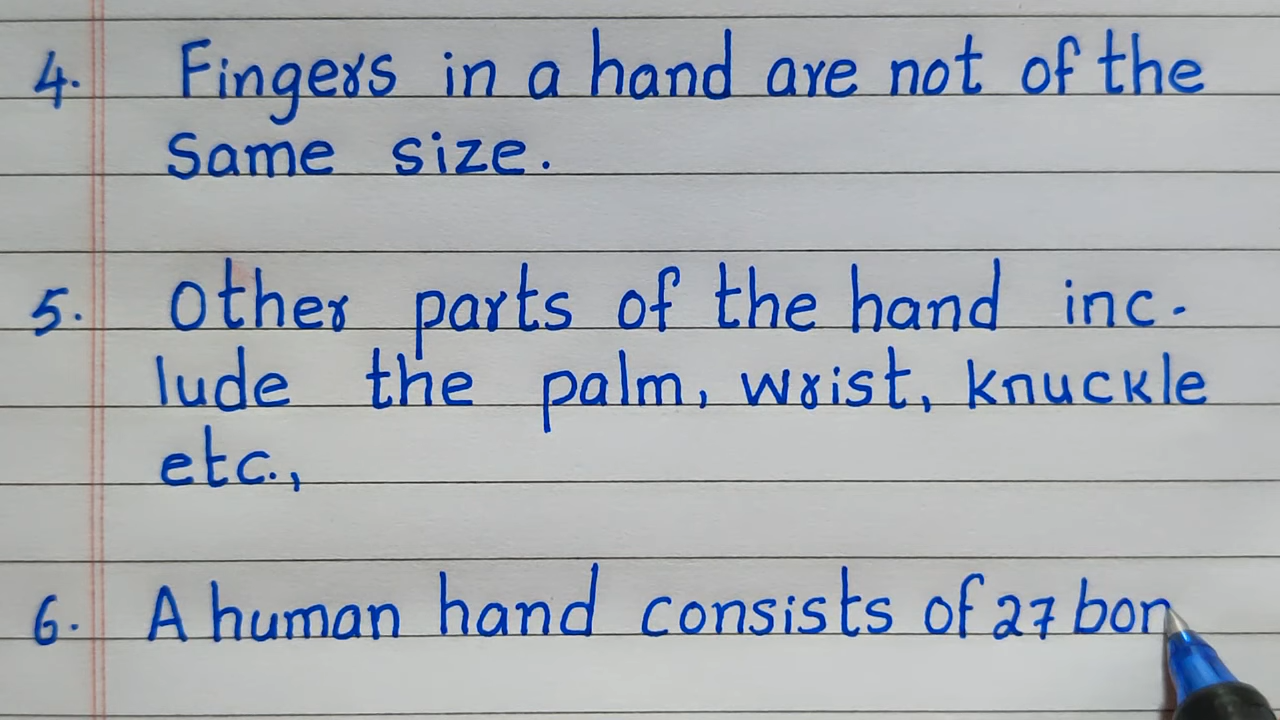 4. Fingers in a hand are not of the
same size.
5. Other parts of the hand inc-
lude the palm, wrist, knuckle
etc.,
6. A human hand consists of 27 bon